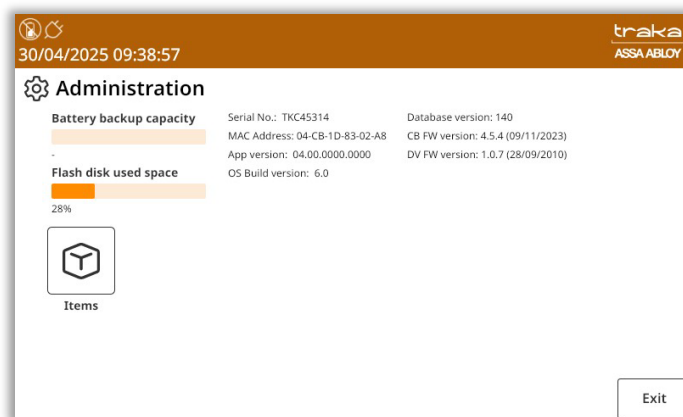 traka
30/04/2025 09:38:57
ASSA ABLOY
Administration
Battery backup capacity
-
Flash disk used space
28%
Serial No.: TKC45314
MAC Address: 04-CB-1D-83-02-A8
App version: 04.00.0000.0000
OS Build version: 6.0
Database version: 140
CB FW version: 4.5.4 (09/11/2023)
DV FW version: 1.0.7 (28/09/2010)
Items
Exit